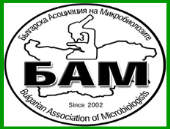 Българска Асоциация на Микробиолозите
БАМ
Since 2002
Bulgarian Association of Microbiologists